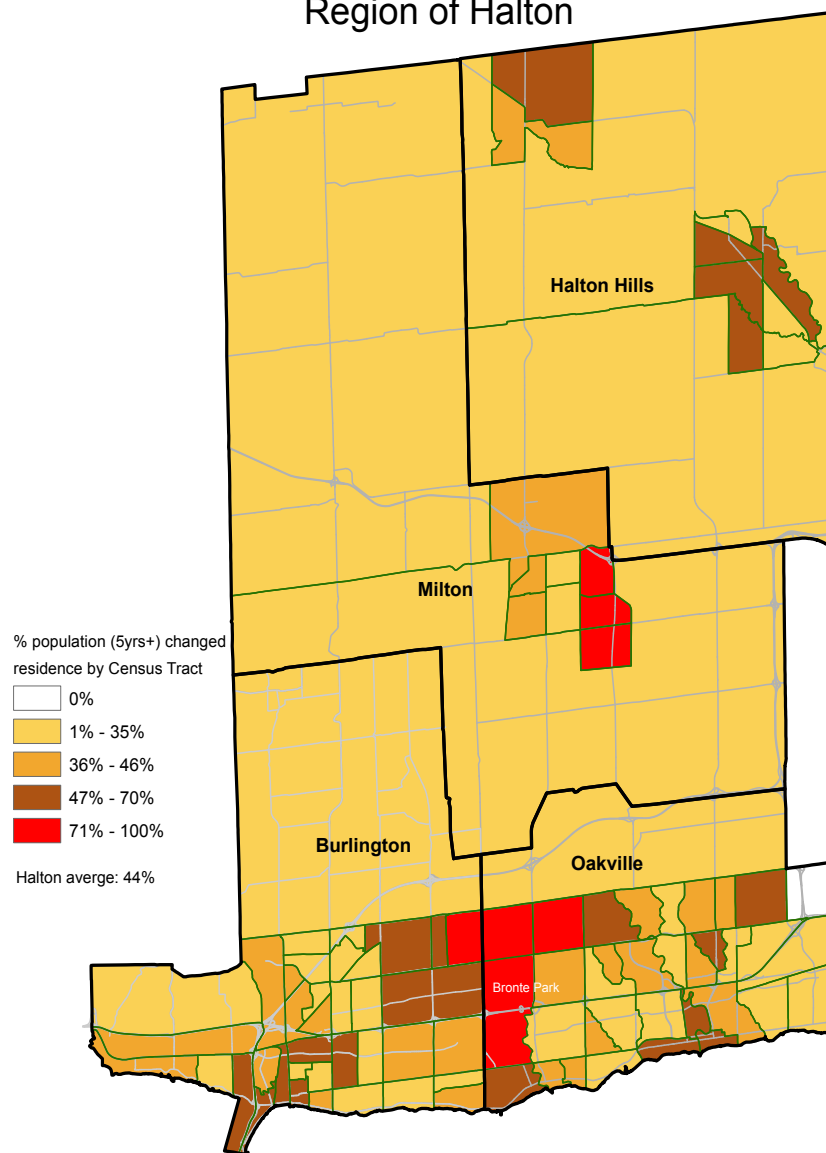 Region of Halton
Halton Hills
Milton
% population (5yrs+) changed
residence by Census Tract
0%
1% - 35%
36% - 46%
47% - 70%
71% - 100%
Halton averge: 44%
Burlington
Oakville
Bronte Park